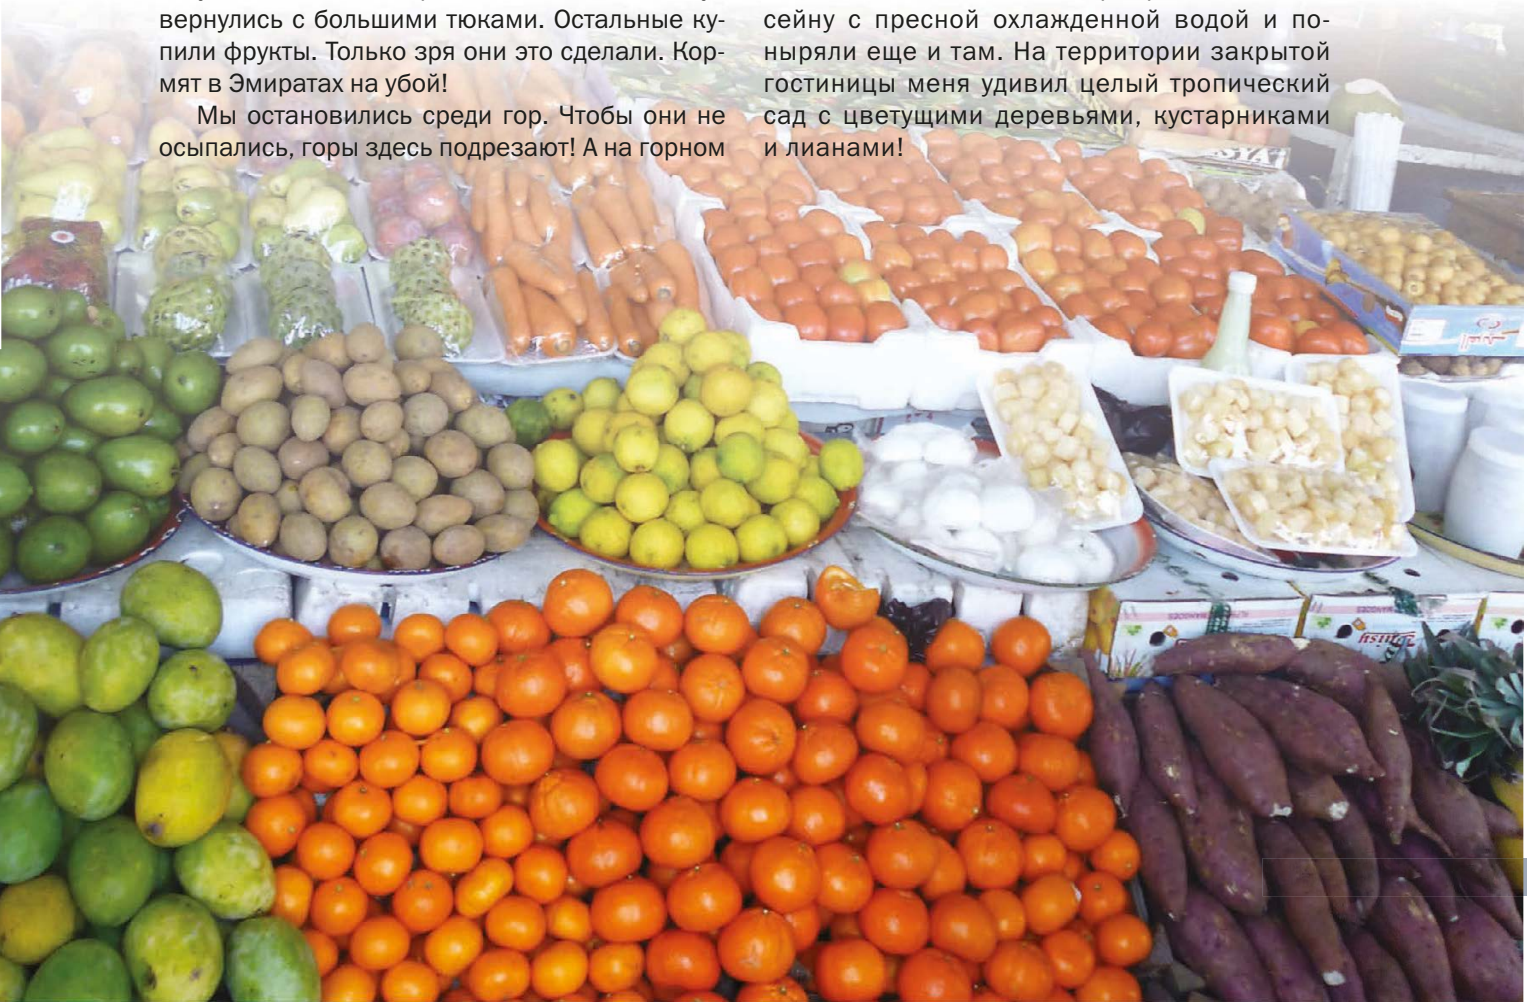 вернулись с большими тюками. Остальные ку-
пили фрукты. Только зря они это сделали. Кор-
мят в Эмиратах на убой!
Мы остановились среди гор. Чтобы они не
осыпались, горы здесь подрезают! А на горном
сейну с пресной охлажденной водой и по-
ныряли еще и там. На территории закрытой
гостиницы меня удивил целый тропический
сад с цветущими деревьями, кустарниками
и лианами!